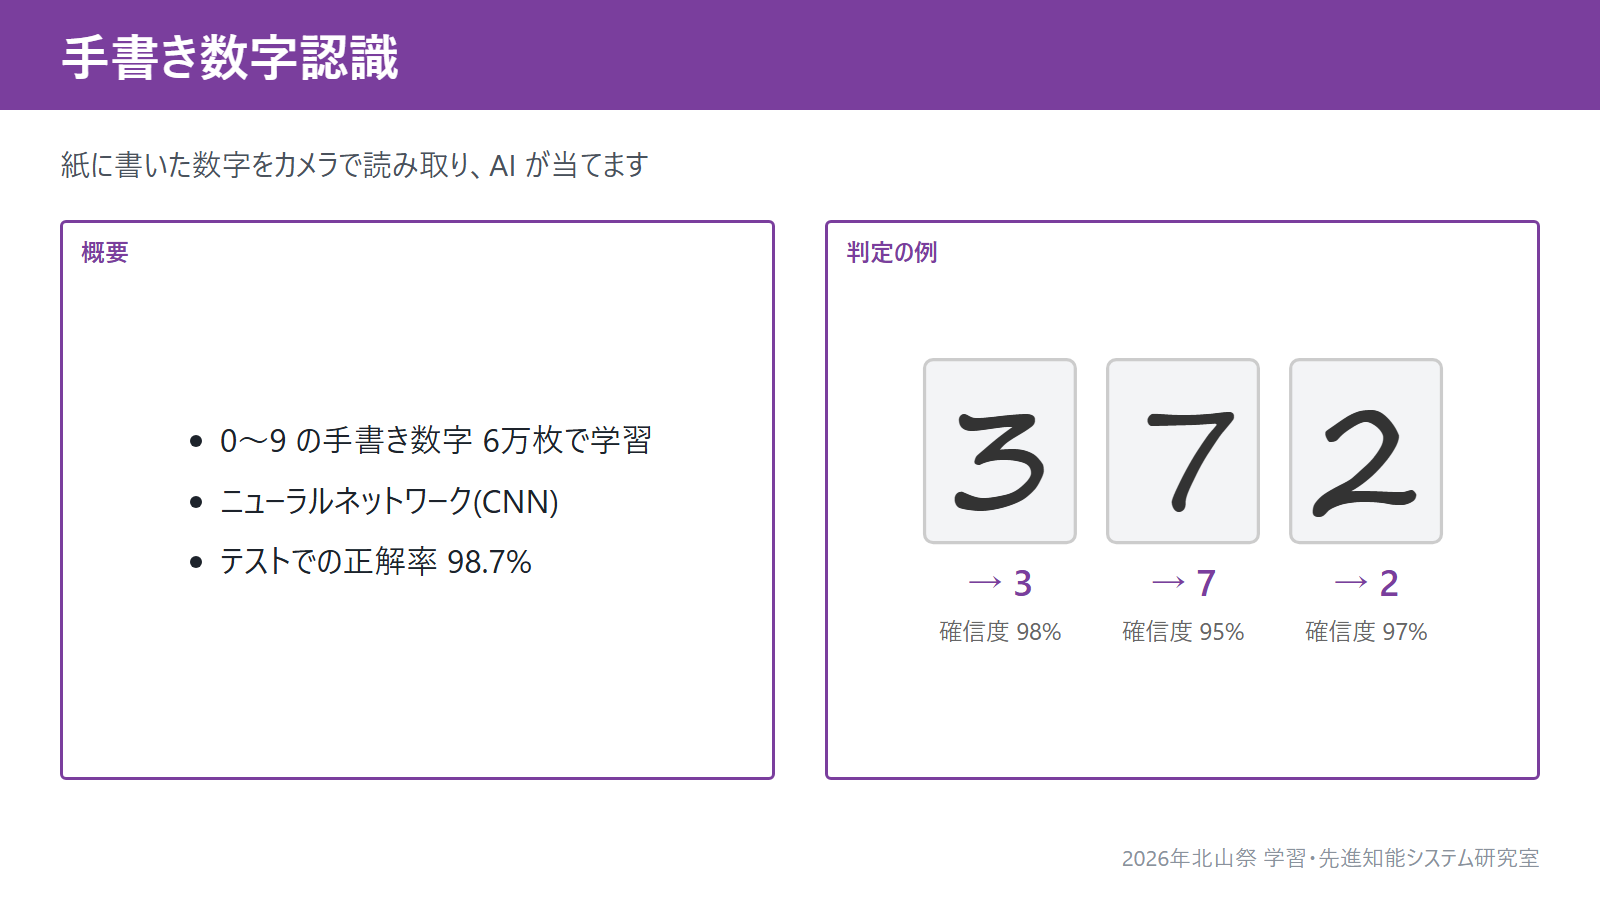 手書き数字認識
紙に書いた数字をカメラで読み取り、AI が当てます
概要
• 0～9 の手書き数字 6万枚で学習
• ニューラルネットワーク(CNN)
• テストでの正解率 98.7%
判定の例
3 7 2
→ 3 → 7 → 2
確信度 98% 確信度 95% 確信度 97%
2026年北山祭 学習・先進知能システム研究室